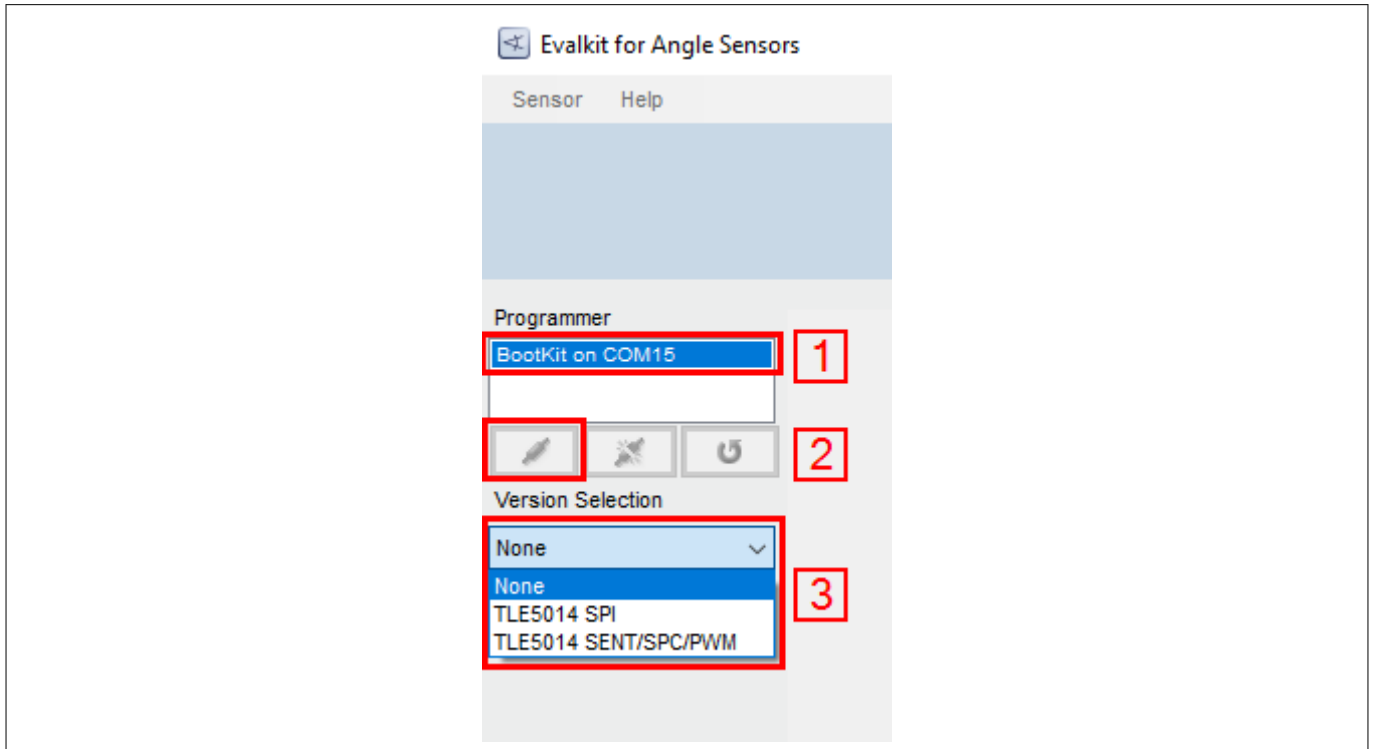 Evalkit for Angle Sensors
Sensor Help
Programmer
BootKit on COM15
1
2
Version Selection
None
None
TLE5014 SPI
TLE5014 SENT/SPC/PWM
3